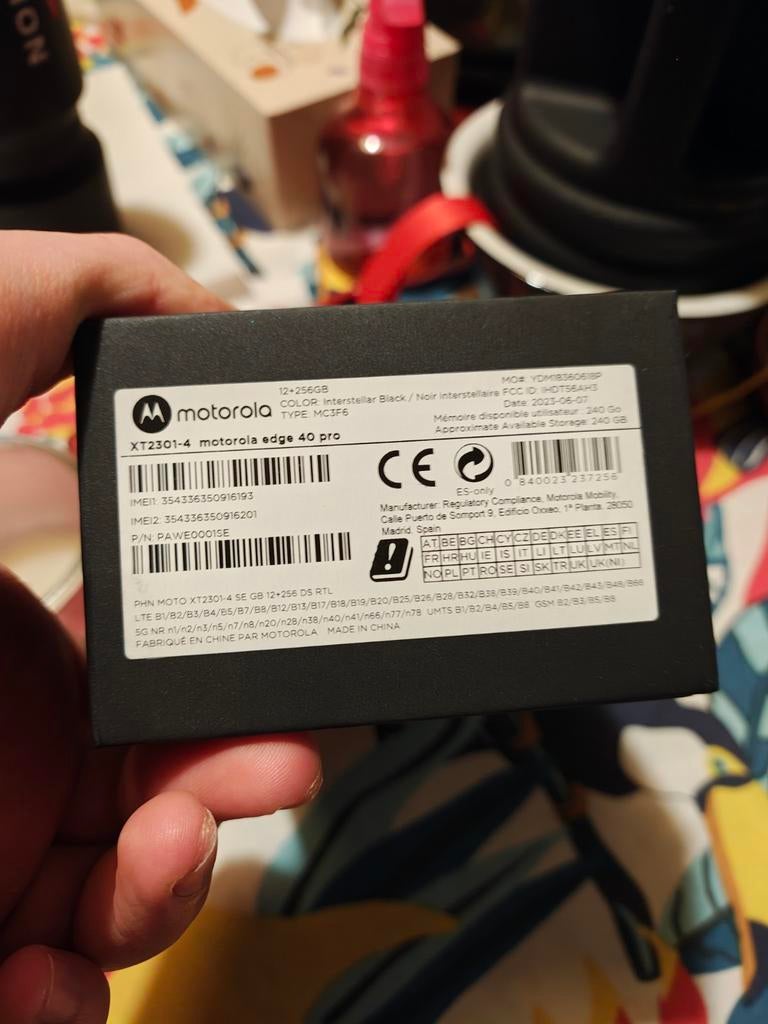 ION
motorola
12+256GB
COLOR: Interstellar Black / Noir interstellaire
TYPE: MC3F6
MO#: YDM18360618P
FCC ID: IHDT56AH3
Date: 2023-06-07
Mémoire disponible utilisateur : 240 Go
Approximate Available Storage: 240 GB
XT2301-4 motorola edge 40 pro
IMEI1: 354336350916193
IMEI2: 354336350916201
P/N: PAWE0001SE
CE
ES-only
0 840023 237256
Manufacturer: Regulatory Compliance, Motorola Mobility,
Calle Puerto de Somport 9, Edificio Oxxeo, 1ª Planta. 28050
Madrid. Spain
AT BE BG CH CY CZ DE DK EE EL ES FI
FR HR HU IE IS IT LI LT LU LV MT NL
NO PL PT RO SE SI SK TR UK UK(NI)
PHN MOTO XT2301-4 SE GB 12+256 DS RTL
LTE B1/B2/B3/B4/B5/B7/B8/B12/B13/B17/B18/B19/B20/B25/B26/B28/B32/B38/B39/B40/B41/B42/B43/B48/B66
5G NR n1/n2/n3/n5/n7/n8/n20/n28/n38/n40/n41/n66/n77/n78 UMTS B1/B2/B4/B5/B8 GSM B2/B3/B5/B8
FABRIQUÉ EN CHINE PAR MOTOROLA MADE IN CHINA